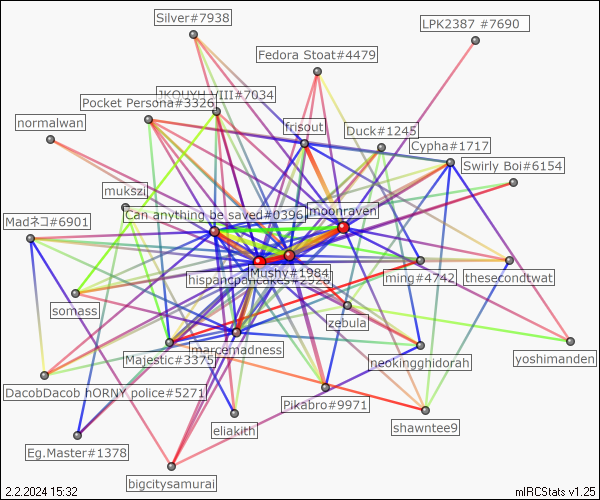 Silver#7938
LPK2387 #7690
Fedora Stoat#4479
JKOUYH VIII#7034
Pocket Persona#3326
normalwan
frisout
Duck#1245
Cypha#1717
Swirly Boi#6154
mukszi
Madネコ#6901
Can anything be saved#0396
moonraven
Mushy#1984
ming#4742
thesecondtwat
somass
zebula
marcemadness
Majestic#3375
neokingghidorah
yoshimanden
DacobDacob hORNY police#5271
Pikabro#9971
shawntee9
eliakith
Eg.Master#1378
bigcitysamurai
2.2.2024 15:32
mIRCStats v1.25